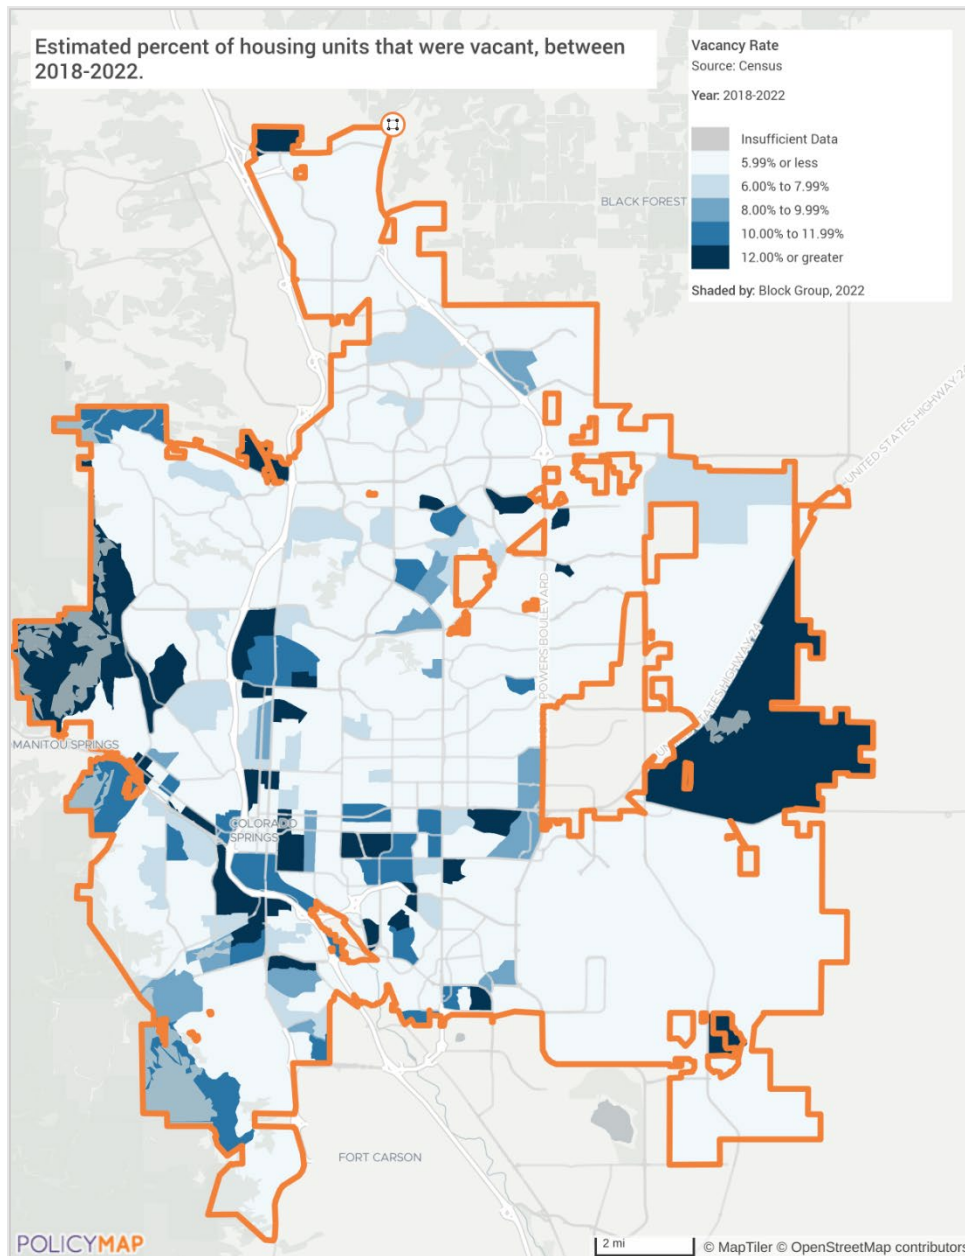 Estimated percent of housing units that were vacant, between
2018-2022.
Vacancy Rate
Source: Census
Year: 2018-2022
Insufficient Data
5.99% or less
6.00% to 7.99%
8.00% to 9.99%
10.00% to 11.99%
12.00% or greater
Shaded by: Block Group, 2022
BLACK FOREST
UNITED STATES HIGHWAY 24
POWERS BOULEVARD
ATES HIGHWAY 24
MANITOU SPRINGS
COLORADO
SPRINGS
FORT CARSON
POLICYMAP
2 mi
© MapTiler © OpenStreetMap contributors